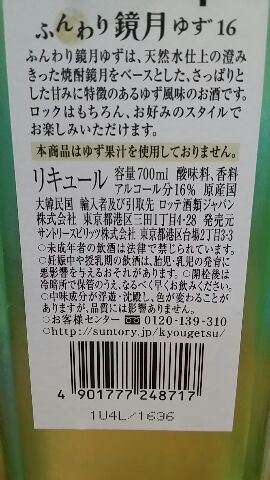 ふんわり鏡月ゆず16
ふんわり鏡月ゆずは、天然水仕上の澄み
きった焼酎鏡月をベースとした、さっぱりと
した甘みに特徴のあるゆず風味のお酒です。
ロックはもちろん、お好みのスタイルで
お楽しみいただけます。
本商品はゆず果汁を使用しておりません。
リキュール 容量700ml 酸味料、香料
アルコール分16% 原産国
大韓民国 輸入者及び引取先 ロッテ酒類ジャパン
株式会社 東京都港区三田1丁目4-28 発売元
サントリースピリッツ株式会社 東京都港区台場2丁目3-3
○未成年者の飲酒は法律で禁じられています。
○妊娠中や授乳期の飲酒は、胎児・乳児の発育に
悪影響を与えるおそれがあります。○開栓後は
冷暗所で保管のうえ、なるべく早くお飲みください。
○中味成分が浮遊・沈殿し、色が変わることが
ありますが、品質には影響ありません。
○お客様センター 0120-139-310
○http://suntory.jp/kyougetsu/
4 901777 248717
1U4L/1636